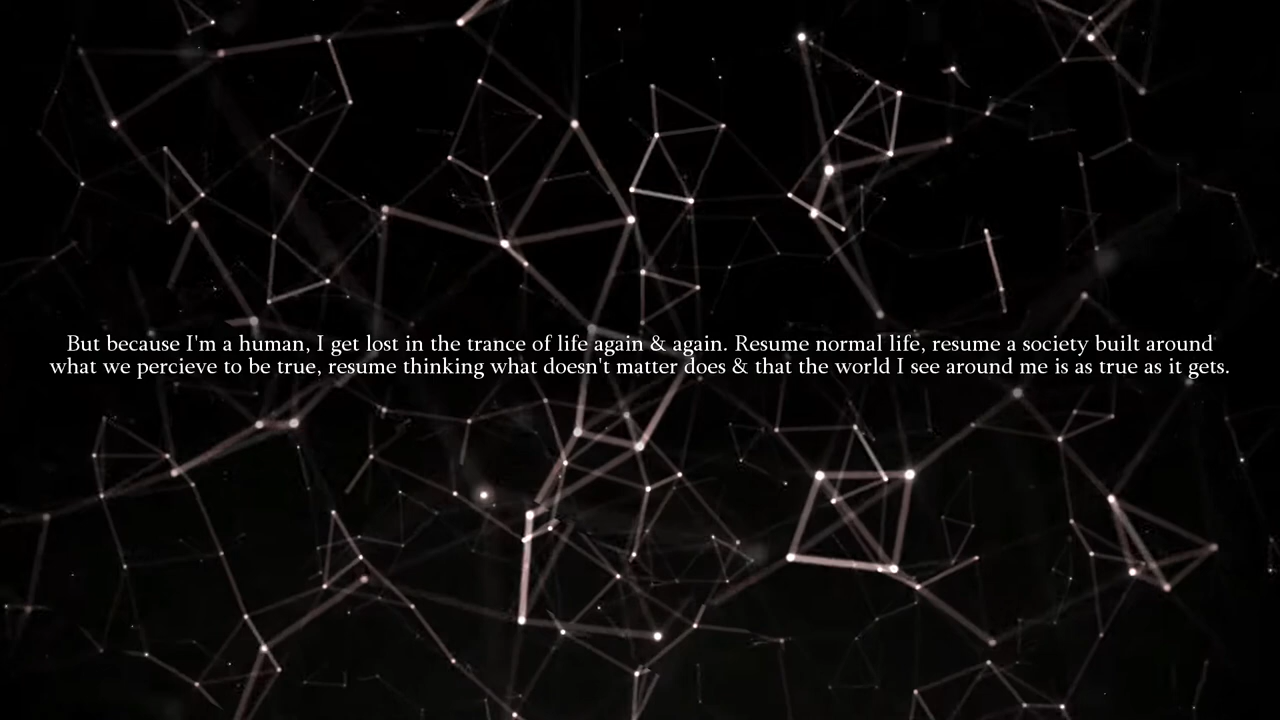 But because I'm a human, I get lost in the trance of life again & again. Resume normal life, resume a society built around
what we percieve to be true, resume thinking what doesn't matter does & that the world I see around me is as true as it gets.